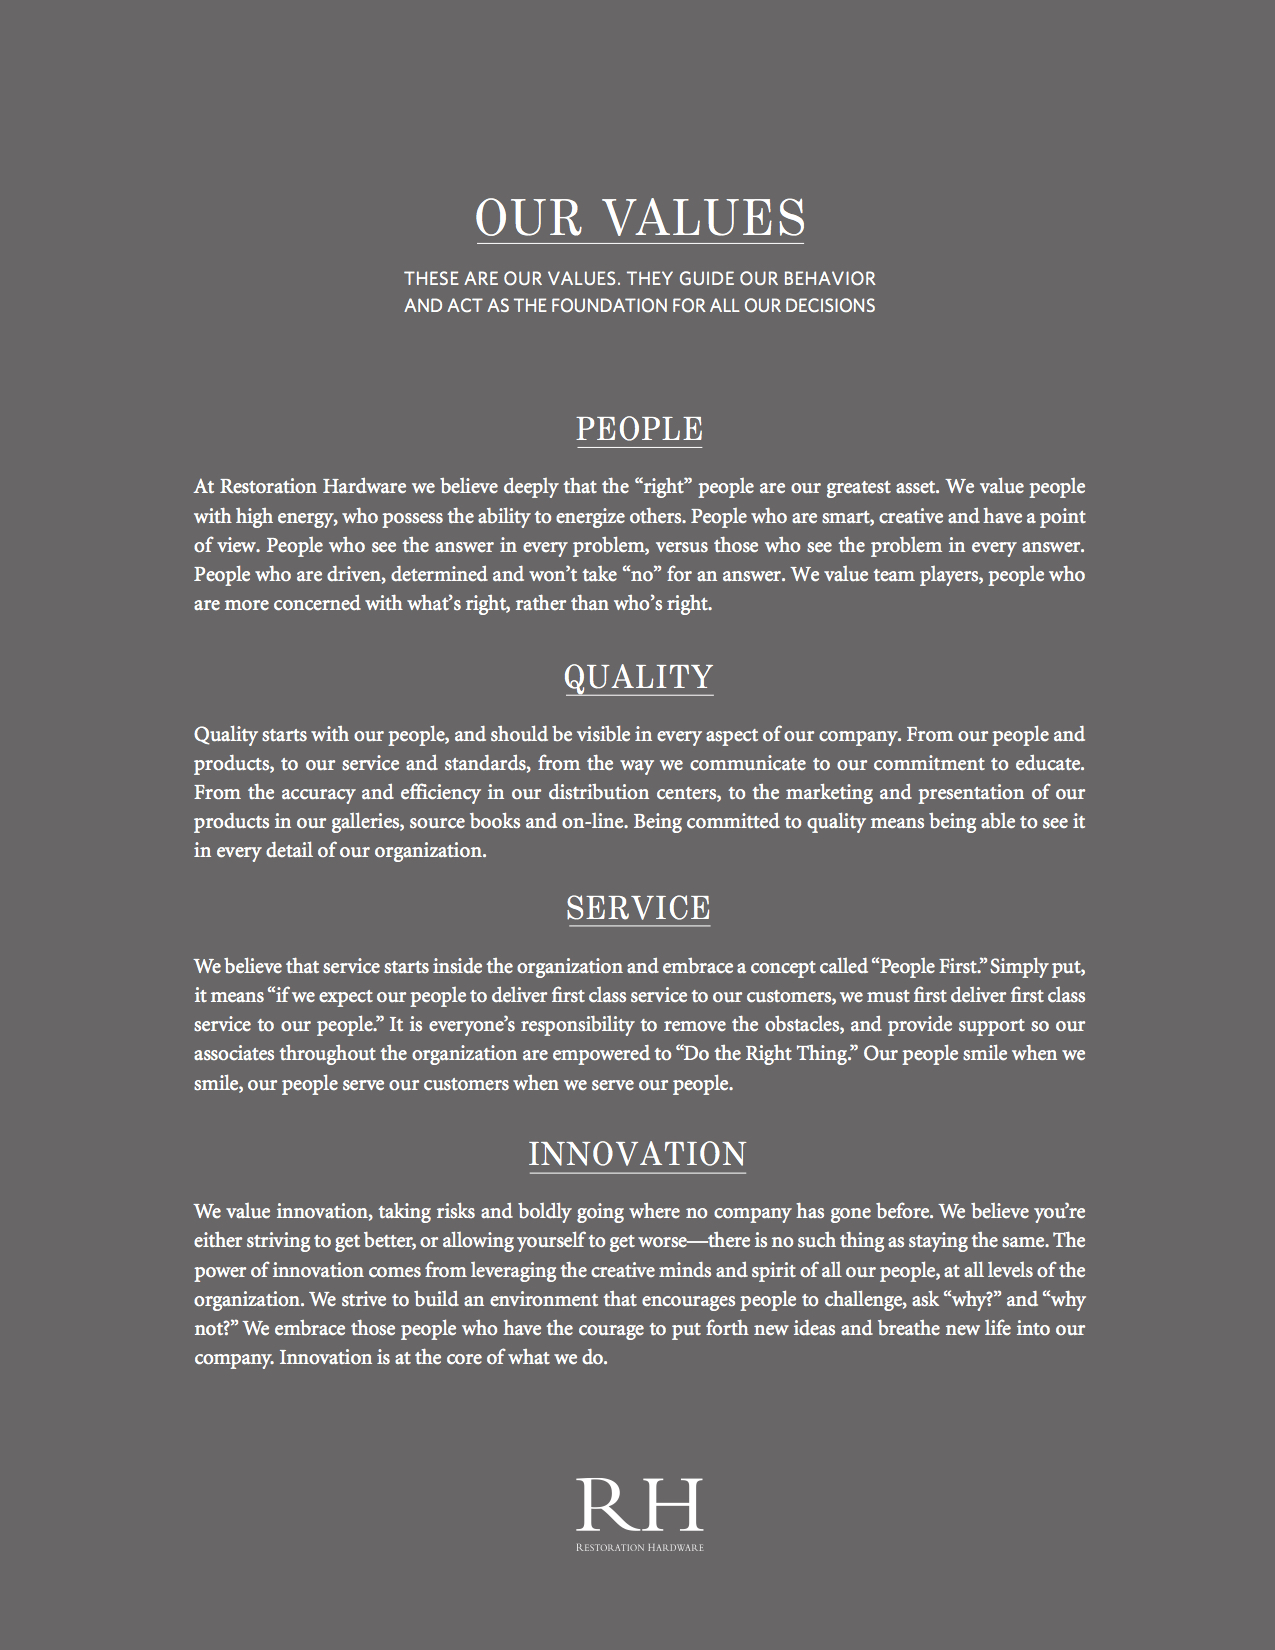 OUR VALUES
THESE ARE OUR VALUES. THEY GUIDE OUR BEHAVIOR
AND ACT AS THE FOUNDATION FOR ALL OUR DECISIONS
PEOPLE
At Restoration Hardware we believe deeply that the “right” people are our greatest asset. We value people
with high energy, who possess the ability to energize others. People who are smart, creative and have a point
of view. People who see the answer in every problem, versus those who see the problem in every answer.
People who are driven, determined and won’t take “no” for an answer. We value team players, people who
are more concerned with what’s right, rather than who’s right.
QUALITY
Quality starts with our people, and should be visible in every aspect of our company. From our people and
products, to our service and standards, from the way we communicate to our commitment to educate.
From the accuracy and efficiency in our distribution centers, to the marketing and presentation of our
products in our galleries, source books and on-line. Being committed to quality means being able to see it
in every detail of our organization.
SERVICE
We believe that service starts inside the organization and embrace a concept called “People First.” Simply put,
it means “if we expect our people to deliver first class service to our customers, we must first deliver first class
service to our people.” It is everyone’s responsibility to remove the obstacles, and provide support so our
associates throughout the organization are empowered to “Do the Right Thing.” Our people smile when we
smile, our people serve our customers when we serve our people.
INNOVATION
We value innovation, taking risks and boldly going where no company has gone before. We believe you’re
either striving to get better, or allowing yourself to get worse—there is no such thing as staying the same. The
power of innovation comes from leveraging the creative minds and spirit of all our people, at all levels of the
organization. We strive to build an environment that encourages people to challenge, ask “why?” and “why
not?” We embrace those people who have the courage to put forth new ideas and breathe new life into our
company. Innovation is at the core of what we do.
RH
RESTORATION HARDWARE